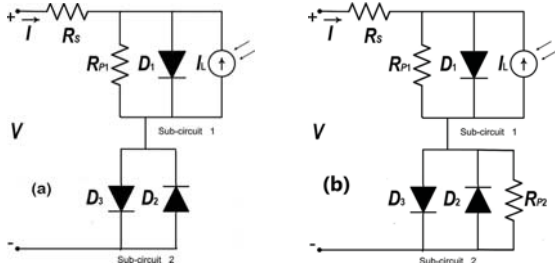 + I RS
RP1 D1 IL
Sub-circuit 1
V
(a) D3 D2
-
Sub-circuit 2
+ I RS
RP1 D1 IL
Sub-circuit 1
V
(b) D3 D2 RP2
-
Sub-circuit 2